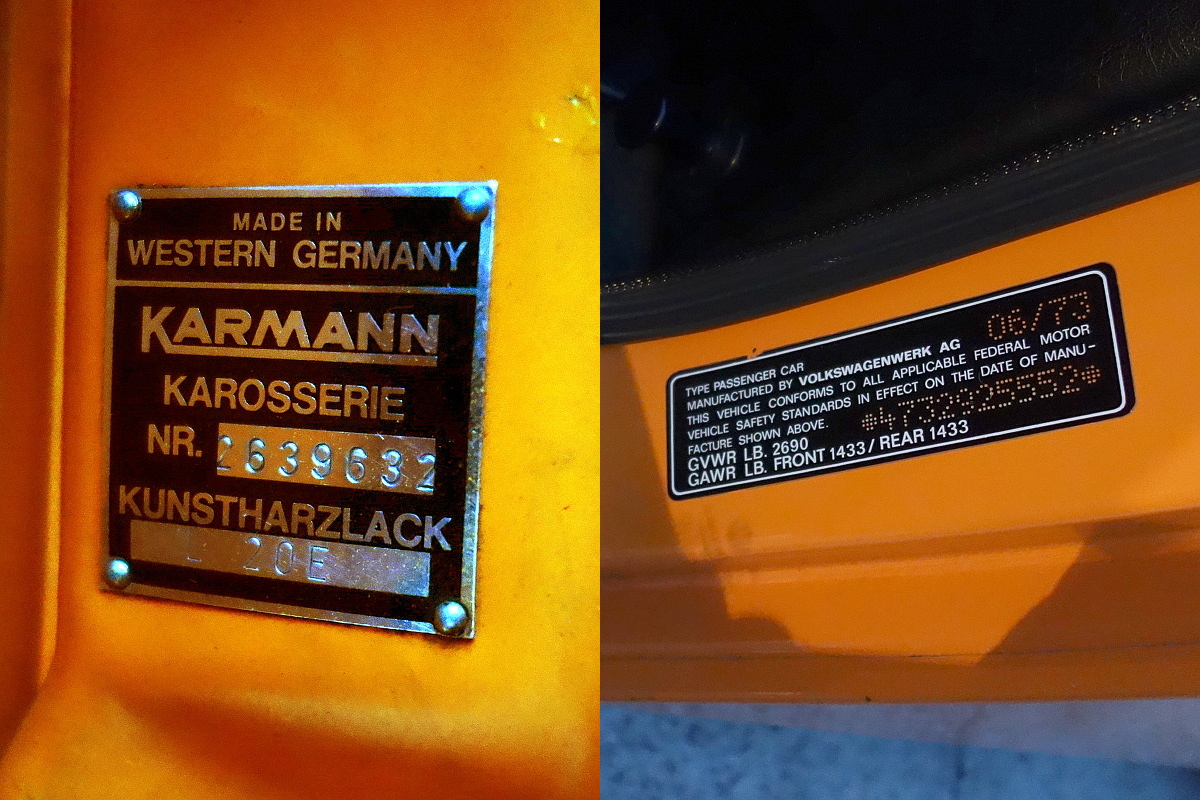 MADE IN
WESTERN GERMANY
KARMANN
KAROSSERIE
NR. 2639632
KUNSTHARZLACK
L 20E
06/73
TYPE PASSENGER CAR
MANUFACTURED BY VOLKSWAGENWERK AG
THIS VEHICLE CONFORMS TO ALL APPLICABLE FEDERAL MOTOR
VEHICLE SAFETY STANDARDS IN EFFECT ON THE DATE OF MANU-
FACTURE SHOWN ABOVE. *4732925552*
GVWR LB. 2690
GAWR LB. FRONT 1433 / REAR 1433